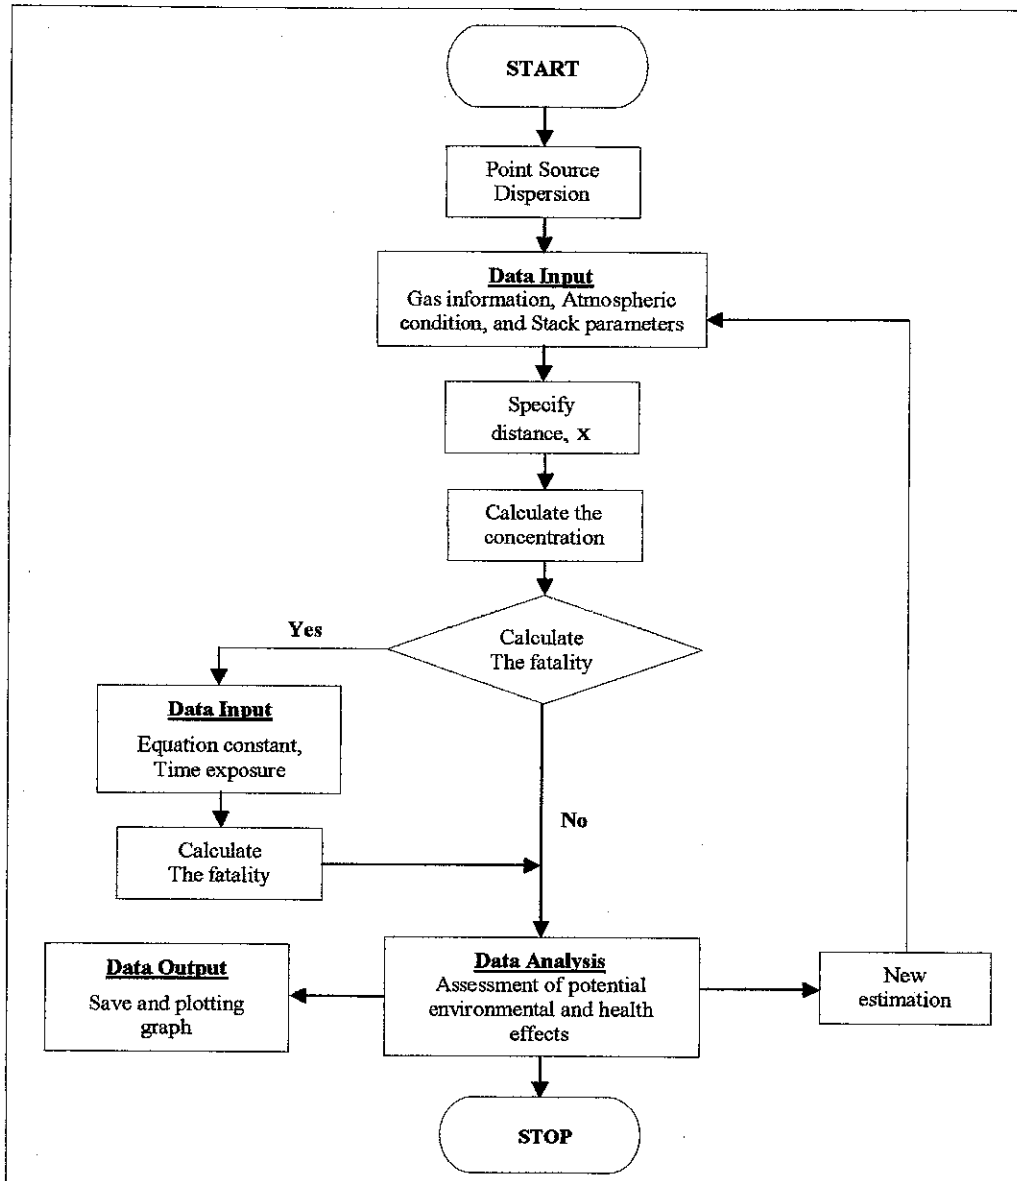 START
Point Source
Dispersion
Data Input
Gas information, Atmospheric
condition, and Stack parameters
Specify
distance, x
Calculate the
concentration
Calculate
The fatality
Yes
Data Input
Equation constant,
Time exposure
No
Calculate
The fatality
Data Output
Save and plotting
graph
Data Analysis
Assessment of potential
environmental and health
effects
New
estimation
STOP